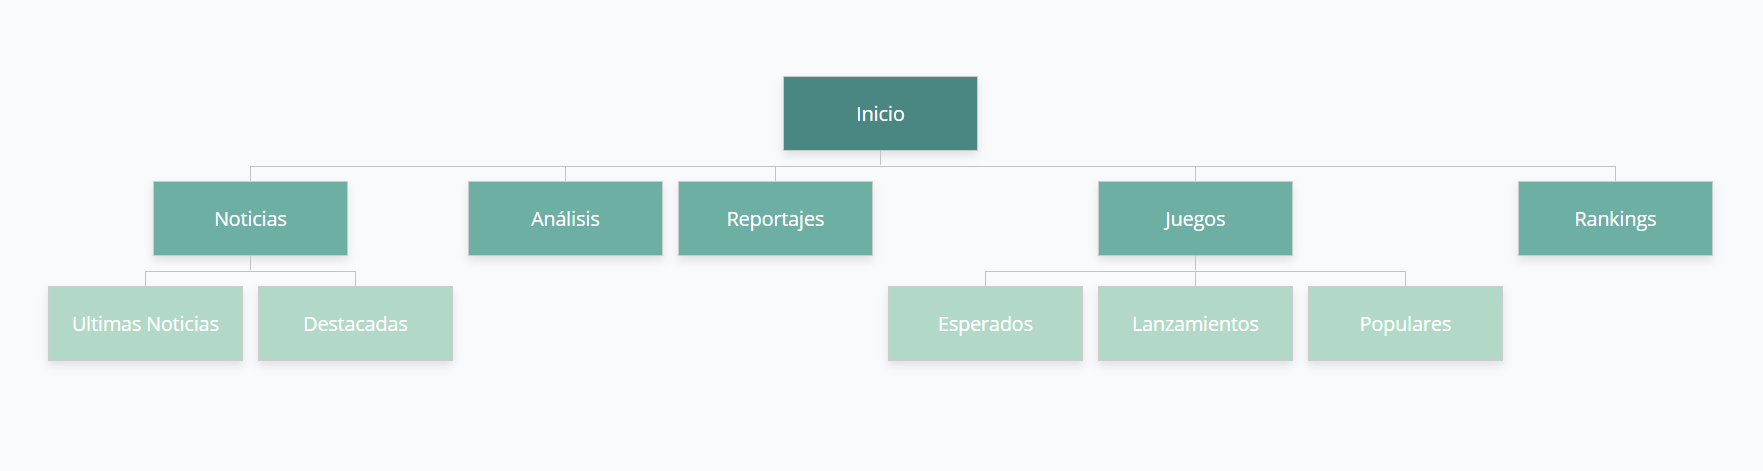 Inicio
Noticias
Análisis
Reportajes
Juegos
Rankings
Ultimas Noticias
Destacadas
Esperados
Lanzamientos
Populares